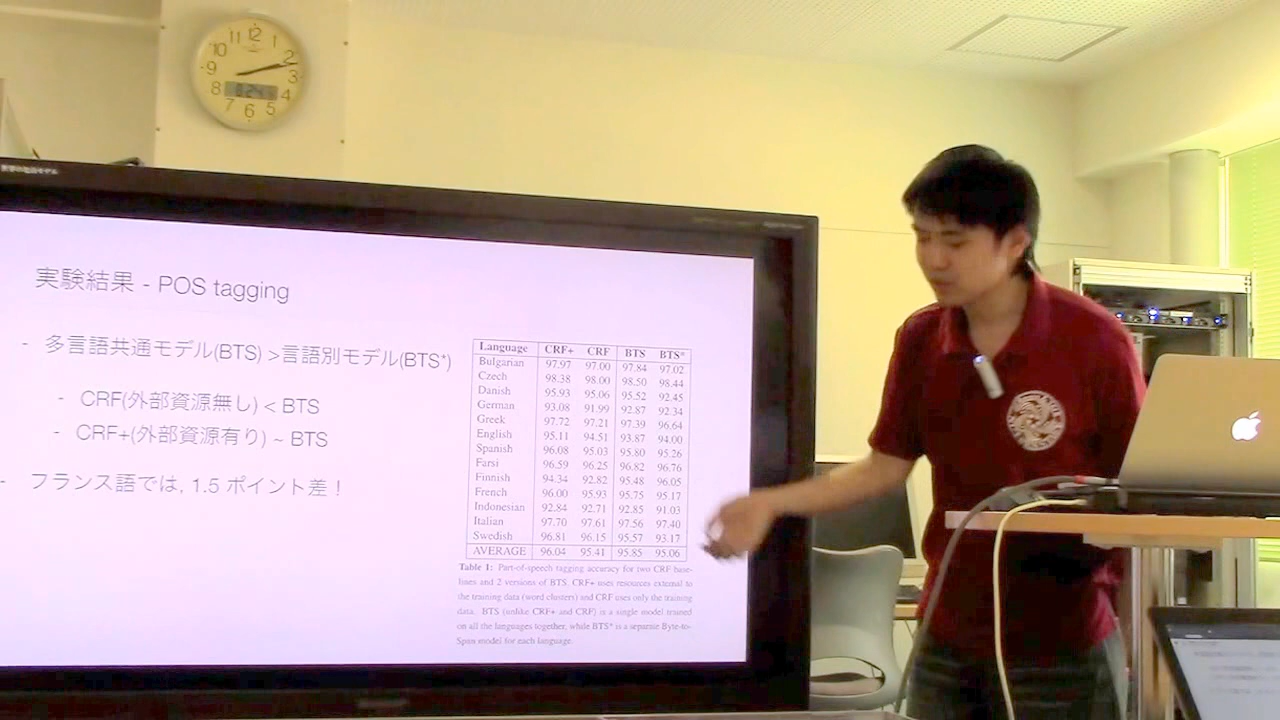 12
11
1
10
2
9
3
8
4
7
5
6
実験結果 - POS tagging
- 多言語共通モデル(BTS) >言語別モデル(BTS*)
- CRF(外部資源無し) < BTS
- CRF+(外部資源有り) ~ BTS
- フランス語では, 1.5 ポイント差！
Language CRF+ CRF BTS BTS*
Bulgarian 97.97 97.00 97.84 97.02
Czech 98.38 98.00 98.50 98.44
Danish 95.93 95.06 95.52 92.45
German 93.08 91.99 92.87 92.34
Greek 97.72 97.21 97.39 96.64
English 95.11 94.51 93.87 94.00
Spanish 96.08 95.03 95.80 95.26
Farsi 96.59 96.25 96.82 96.76
Finnish 94.34 92.82 95.48 96.05
French 96.00 95.93 95.75 95.17
Indonesian 92.84 92.71 92.85 91.03
Italian 97.70 97.61 97.56 97.40
Swedish 96.81 96.15 95.57 93.17
AVERAGE 96.04 95.41 95.85 95.06
Table 1: Part-of-speech tagging accuracy for two CRF base-
lines and 2 versions of BTS. CRF+ uses resources external to
the training data (word clusters) and CRF uses only the training
data. BTS (unlike CRF+ and CRF) is a single model trained
on all the languages together, while BTS* is a separate Byte-to-
Span model for each language.